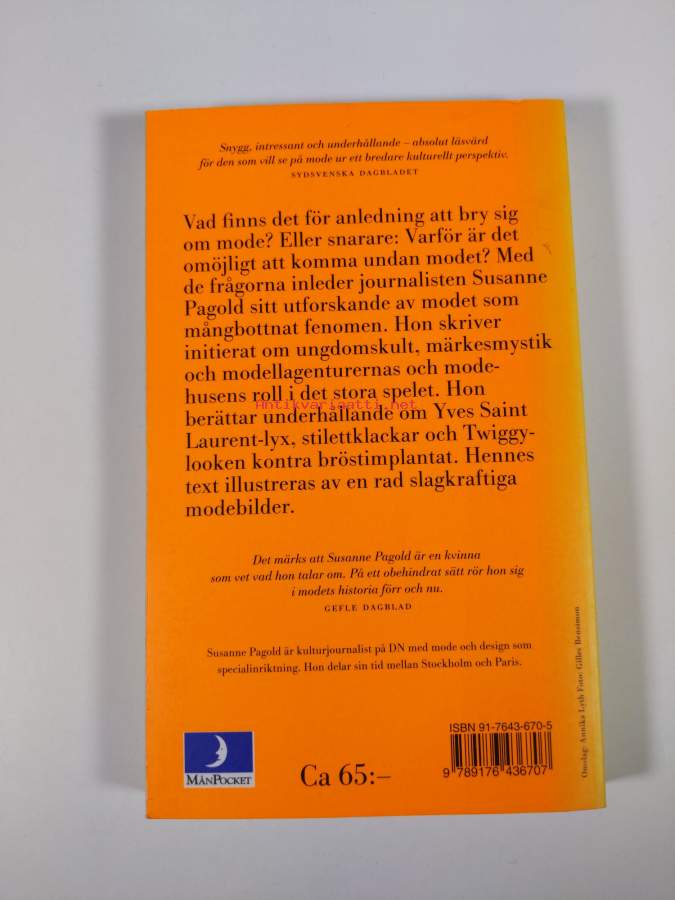 Snygg, intressant och underhållande – absolut läsvärd
för den som vill se på mode ur ett bredare kulturellt perspektiv.
SYDSVENSKA DAGBLADET
Vad finns det för anledning att bry sig
om mode? Eller snarare: Varför är det
omöjligt att komma undan modet? Med
de frågorna inleder journalisten Susanne
Pagold sitt utforskande av modet som
mångbottnat fenomen. Hon skriver
initierat om ungdomskult, märkesmystik
och modellagenturernas och mode-
husens roll i det stora spelet. Hon
Antikvariaatti.net
berättar underhållande om Yves Saint
Laurent-lyx, stilettklackar och Twiggy-
looken kontra bröstimplantat. Hennes
text illustreras av en rad slagkraftiga
modebilder.
Det märks att Susanne Pagold är en kvinna
som vet vad hon talar om. På ett obehindrat sätt rör hon sig
i modets historia förr och nu.
GEFLE DAGBLAD
Susanne Pagold är kulturjournalist på DN med mode och design som
specialinriktning. Hon delar sin tid mellan Stockholm och Paris.
MÅNPOCKET
Ca 65:–
ISBN 91-7643-670-5
9 789176 436707
Omslag: Annika Lyth Foto: Gilles Bensimon